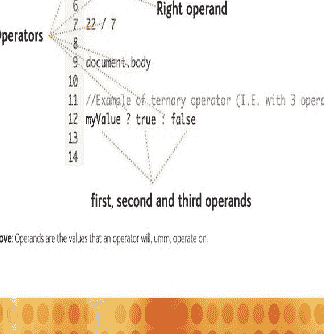 Right operand
Operators
6
7 22 / 7
8
9 document.body
10
11 //Example of ternary operator (I.E. with 3 opera
12 myValue ? true : false
13
14
first, second and third operands
ove: Operands are the values that an operator will, umm, operate on.